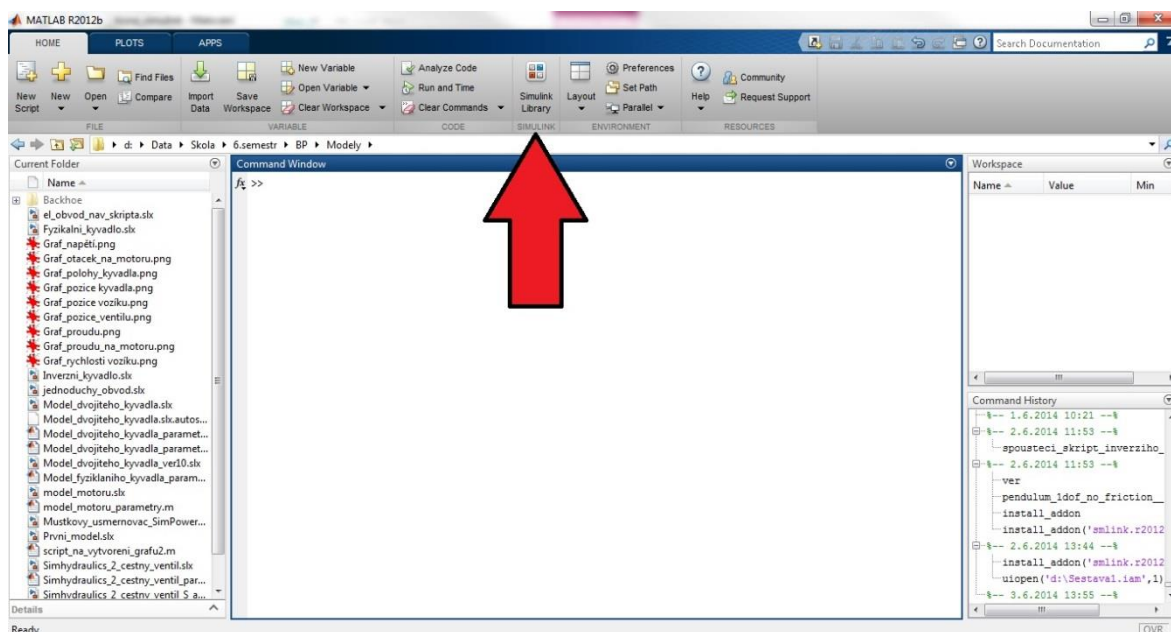 MATLAB R2012b
HOME PLOTS APPS
Search Documentation
New Script
New
Open
Find Files
Compare
Import Data
Save Workspace
New Variable
Open Variable
Clear Workspace
Analyze Code
Run and Time
Clear Commands
Simulink Library
Layout
Preferences
Set Path
Parallel
Help
Community
Request Support
FILE VARIABLE CODE SIMULINK ENVIRONMENT RESOURCES
d: Data Skola 6.semestr BP Modely
Current Folder
Name
Backhoe
el_obvod_nav_skripta.slx
Fyzikalni_kyvadlo.slx
Graf_napětí.png
Graf_otacek_na_motoru.png
Graf_polohy_kyvadla.png
Graf_pozice kyvadla.png
Graf_pozice vozíku.png
Graf_pozice_ventilu.png
Graf_proudu.png
Graf_proudu_na_motoru.png
Graf_rychlosti vozíku.png
Inverzni_kyvadlo.slx
jednoduchy_obvod.slx
Model_dvojiteho_kyvadla.slx
Model_dvojiteho_kyvadla.slx.autos...
Model_dvojiteho_kyvadla_paramet...
Model_dvojiteho_kyvadla_paramet...
Model_dvojiteho_kyvadla_ver10.slx
Model_fyziklaniho_kyvadla_param...
model_motoru.slx
model_motoru_parametry.m
Mustkovy_usmernovac_SimPower...
Prvni_model.slx
script_na_vytvoreni_grafu2.m
Simhydraulics_2_cestny_ventil.slx
Simhydraulics_2_cestny_ventil_par...
Simhydraulics_2_cestny_ventil_S_a...
Details
Ready
Command Window
fx >>
Workspace
Name Value Min
Command History
%-- 1.6.2014 10:21 --%
%-- 2.6.2014 11:53 --%
spousteci_skript_inverziho_
%-- 2.6.2014 11:53 --%
ver
pendulum_1dof_no_friction__
install_addon
install_addon('smlink.r2012
%-- 2.6.2014 13:44 --%
install_addon('smlink.r2012
uiopen('d:\Sestava1.iam',1)
%-- 3.6.2014 13:55 --%
OVR